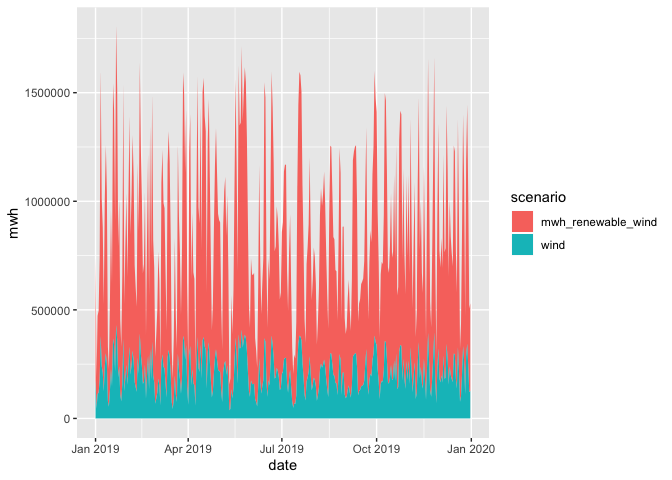 1500000
1000000
500000
0
mwh
Jan 2019 Apr 2019 Jul 2019 Oct 2019 Jan 2020
date
scenario
mwh_renewable_wind
wind